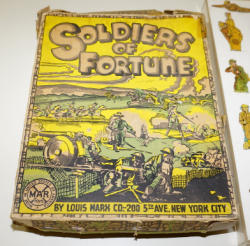 SOLDIERS
OF
FORTUNE
MAR
BY LOUIS MARX CO.-200 5TH AVE. NEW YORK CITY